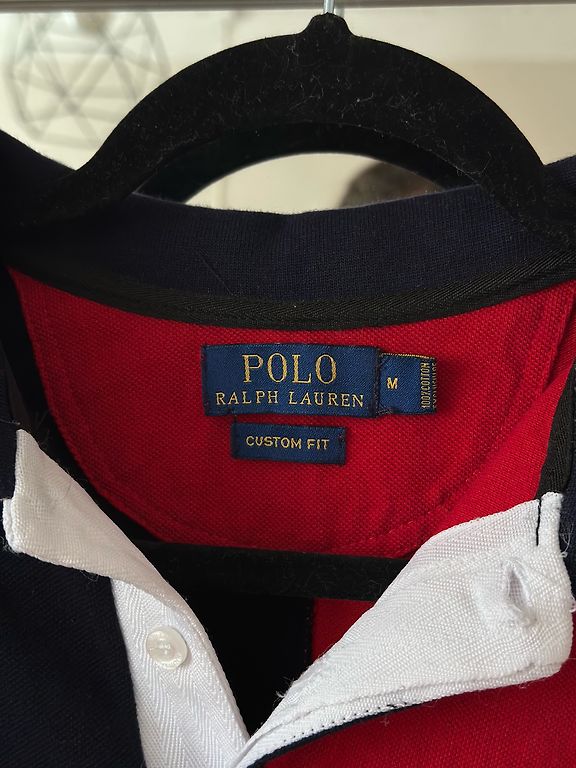 POLO
RALPH LAUREN
M
100% COTTON
CUSTOM FIT